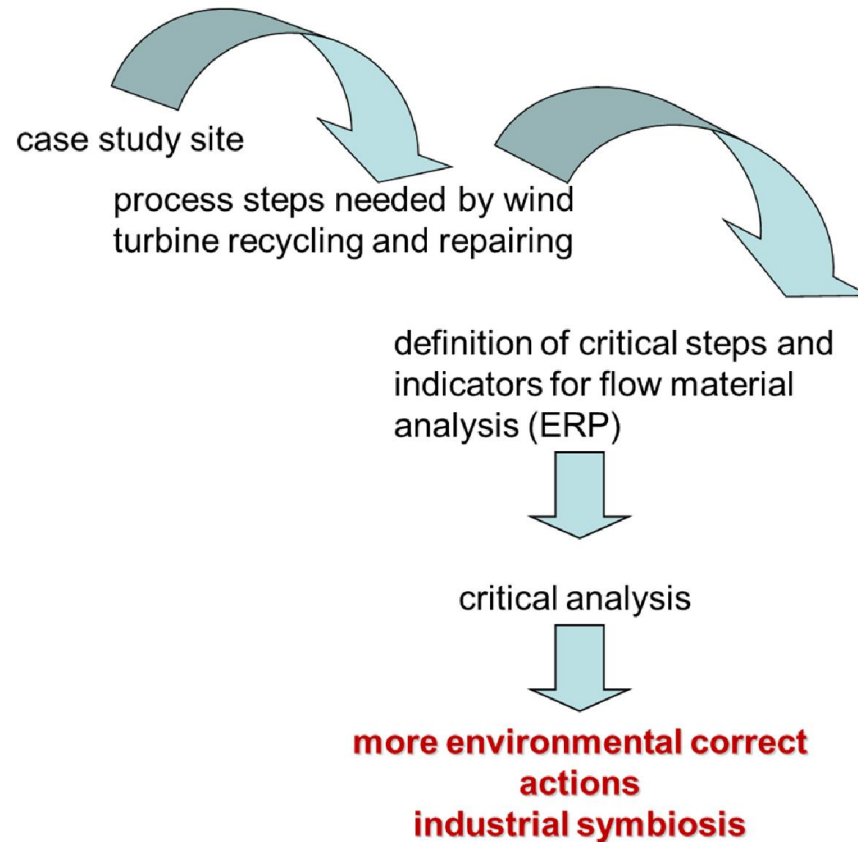 case study site
process steps needed by wind
turbine recycling and repairing
definition of critical steps and
indicators for flow material
analysis (ERP)
critical analysis
more environmental correct
actions
industrial symbiosis